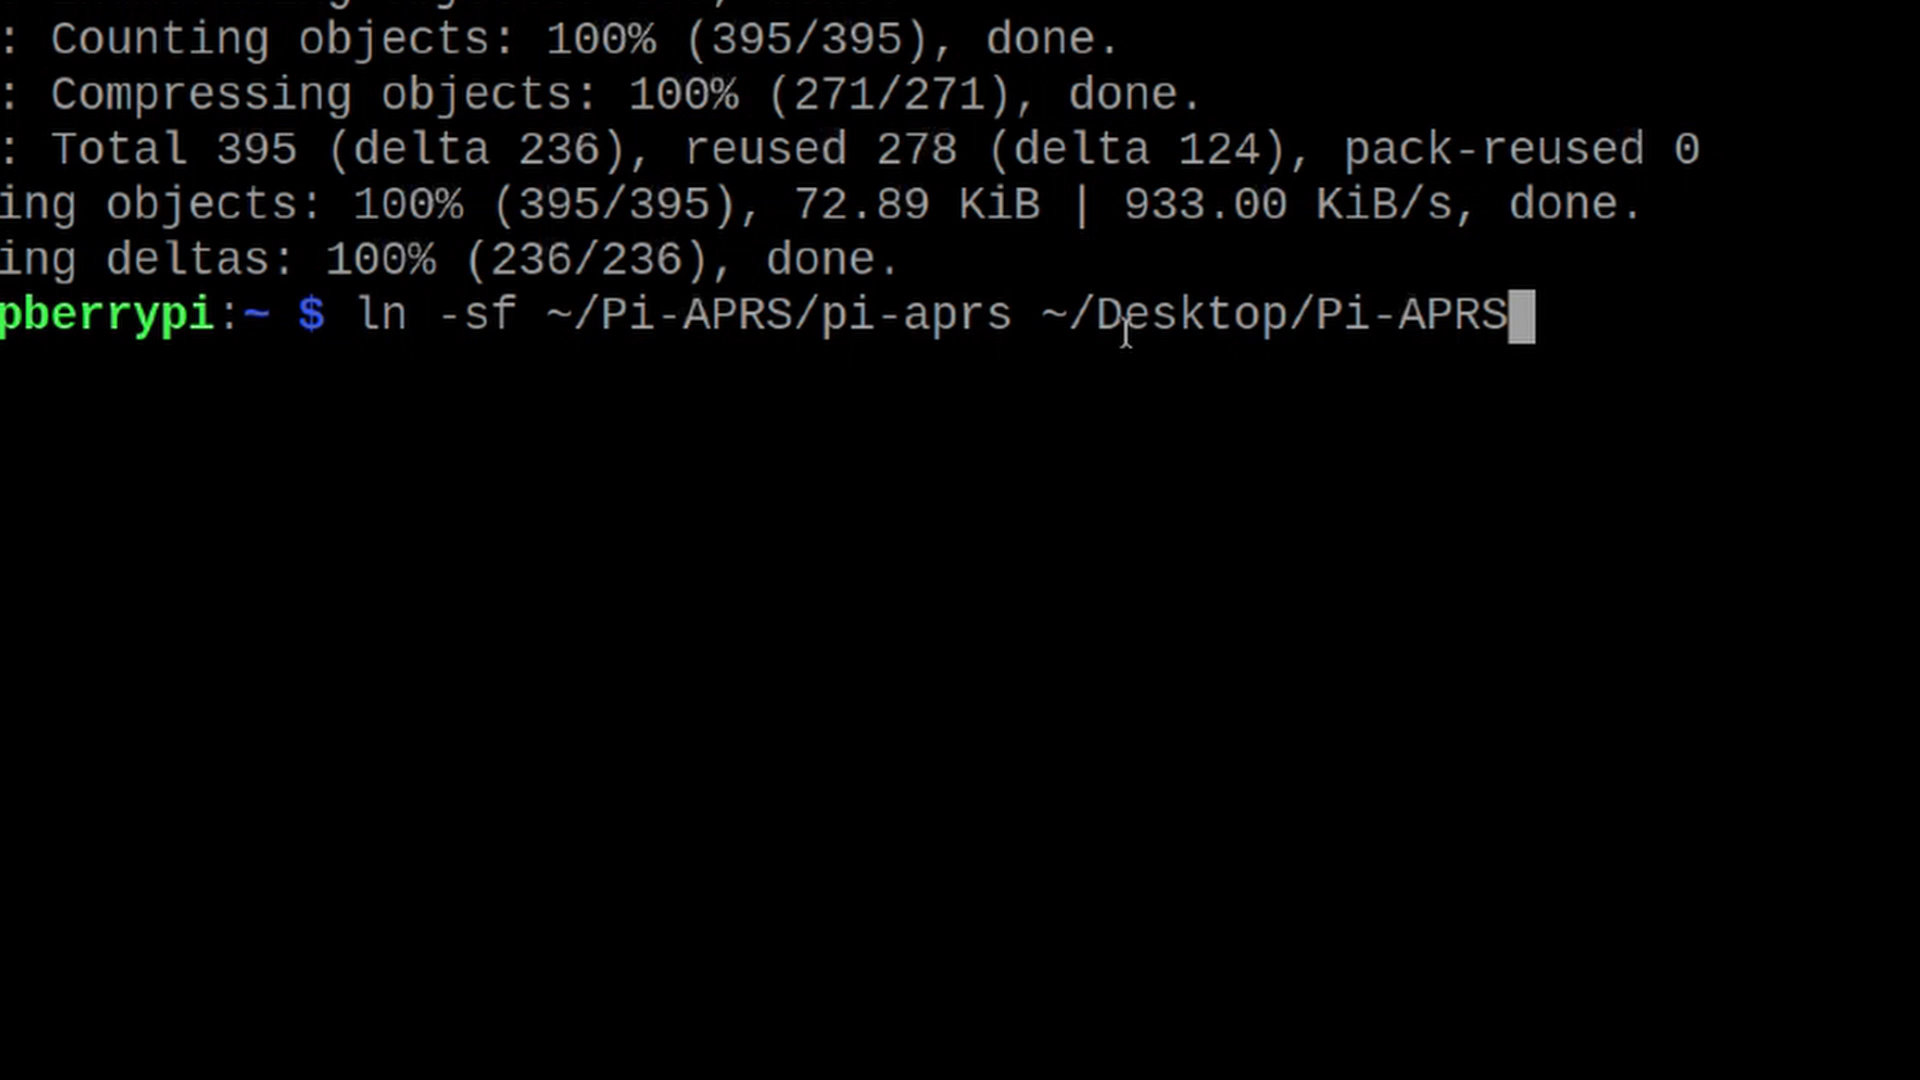 : Counting objects: 100% (395/395), done.
: Compressing objects: 100% (271/271), done.
: Total 395 (delta 236), reused 278 (delta 124), pack-reused 0
ing objects: 100% (395/395), 72.89 KiB | 933.00 KiB/s, done.
ing deltas: 100% (236/236), done.
pberrypi:~ $ ln -sf ~/Pi-APRS/pi-aprs ~/Desktop/Pi-APRS